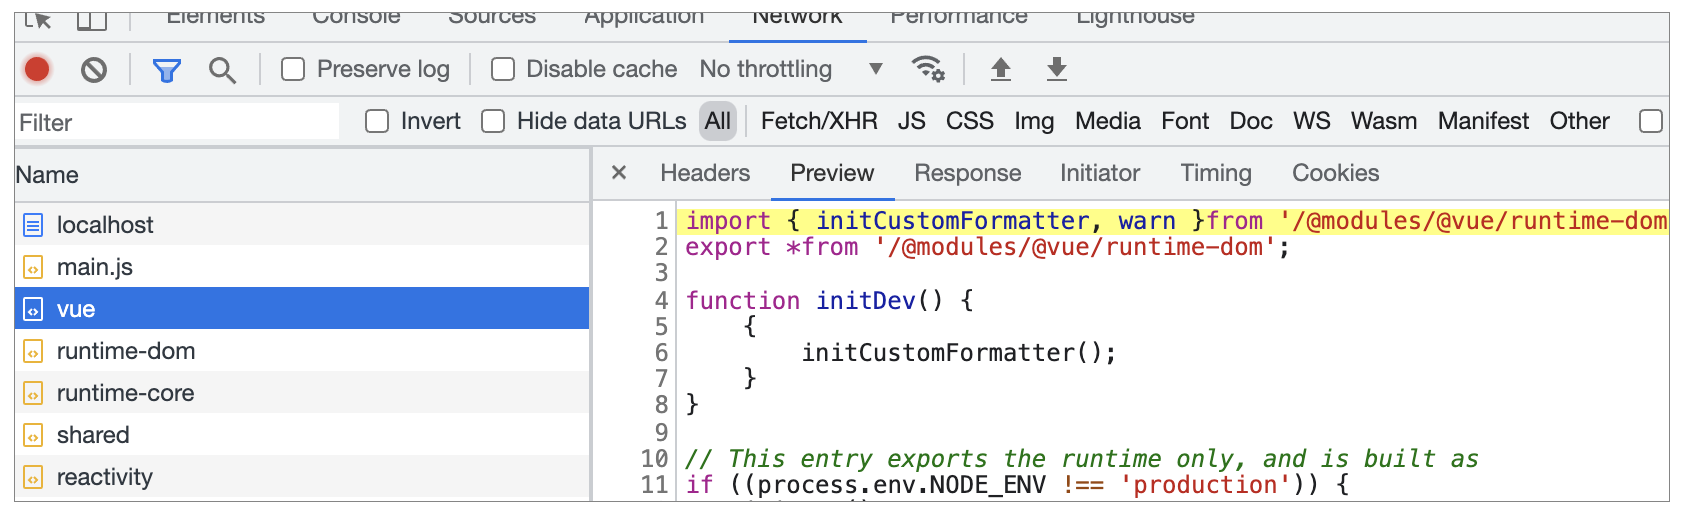 Elements Console Sources Application Network Performance Lighthouse
Preserve log Disable cache No throttling
Filter Invert Hide data URLs All Fetch/XHR JS CSS Img Media Font Doc WS Wasm Manifest Other
Name
localhost
main.js
vue
runtime-dom
runtime-core
shared
reactivity
× Headers Preview Response Initiator Timing Cookies
1 import { initCustomFormatter, warn }from '/@modules/@vue/runtime-dom
2 export *from '/@modules/@vue/runtime-dom';
3
4 function initDev() {
5     {
6         initCustomFormatter();
7     }
8 }
9
10 // This entry exports the runtime only, and is built as
11 if ((process.env.NODE_ENV !== 'production')) {